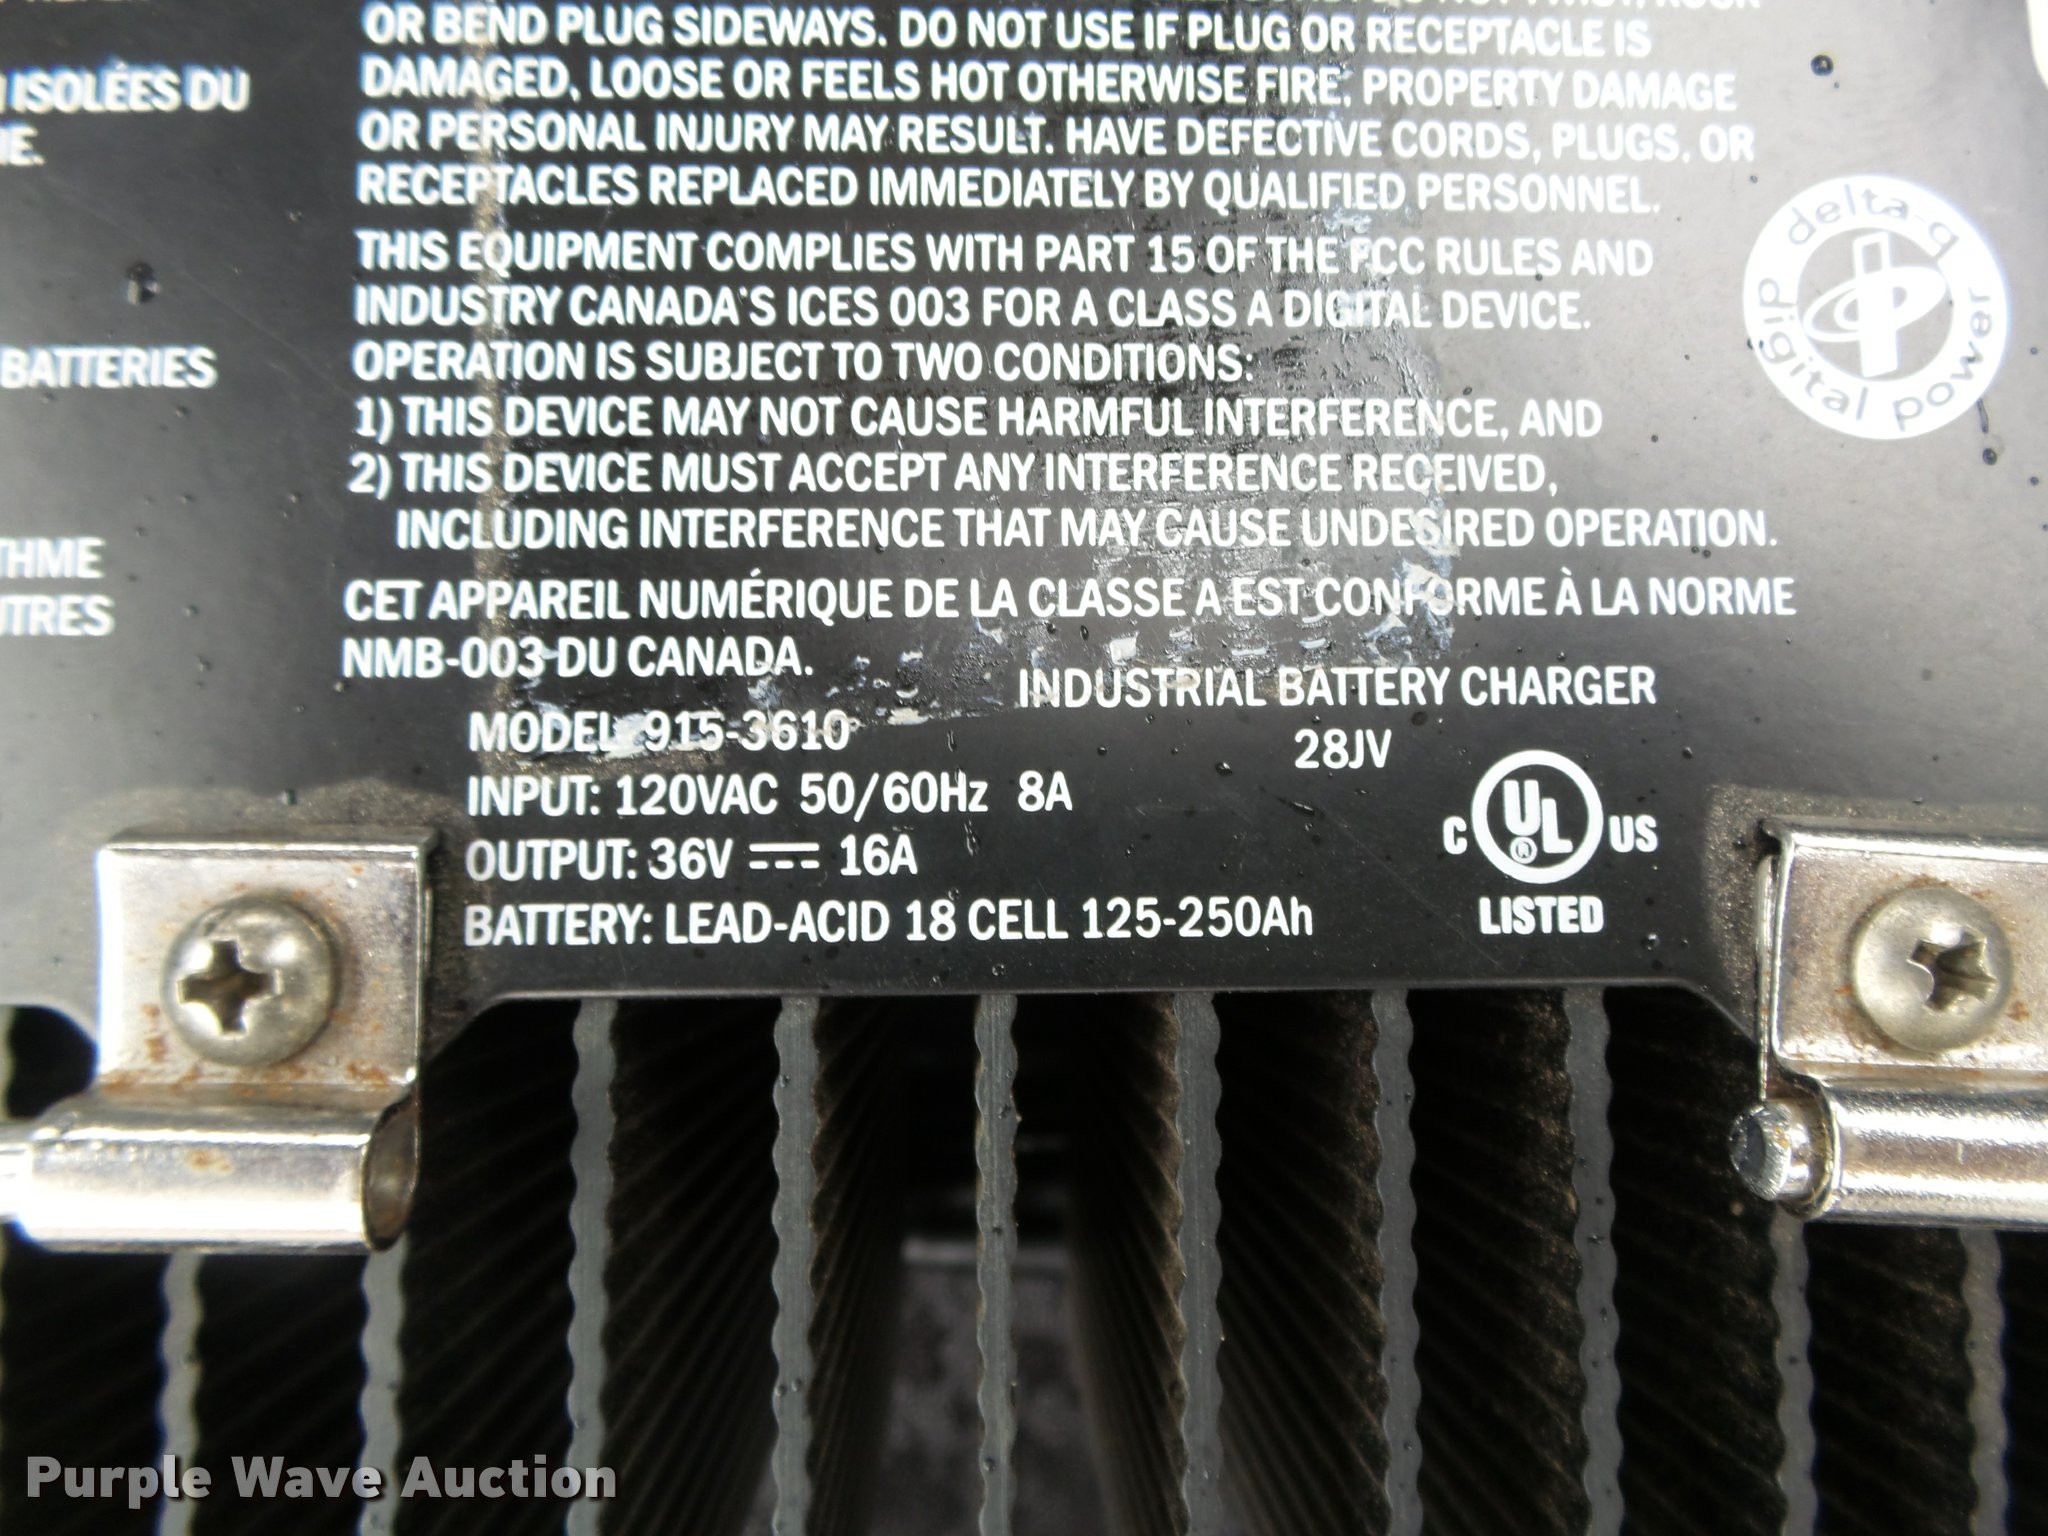 OR BEND PLUG SIDEWAYS. DO NOT USE IF PLUG OR RECEPTACLE IS
DAMAGED, LOOSE OR FEELS HOT OTHERWISE FIRE, PROPERTY DAMAGE
OR PERSONAL INJURY MAY RESULT. HAVE DEFECTIVE CORDS, PLUGS, OR
RECEPTACLES REPLACED IMMEDIATELY BY QUALIFIED PERSONNEL.
THIS EQUIPMENT COMPLIES WITH PART 15 OF THE FCC RULES AND
INDUSTRY CANADA'S ICES 003 FOR A CLASS A DIGITAL DEVICE.
OPERATION IS SUBJECT TO TWO CONDITIONS:
1) THIS DEVICE MAY NOT CAUSE HARMFUL INTERFERENCE, AND
2) THIS DEVICE MUST ACCEPT ANY INTERFERENCE RECEIVED,
INCLUDING INTERFERENCE THAT MAY CAUSE UNDESIRED OPERATION.
CET APPAREIL NUMÉRIQUE DE LA CLASSE A EST CONFORME À LA NORME
NMB-003 DU CANADA.
INDUSTRIAL BATTERY CHARGER
MODEL 915-3610
28JV
INPUT: 120VAC 50/60Hz 8A
OUTPUT: 36V 16A
BATTERY: LEAD-ACID 18 CELL 125-250Ah
C UL ® US
LISTED
delta-q
digital power
ISOLÉES DU
BATTERIES
Purple Wave Auction